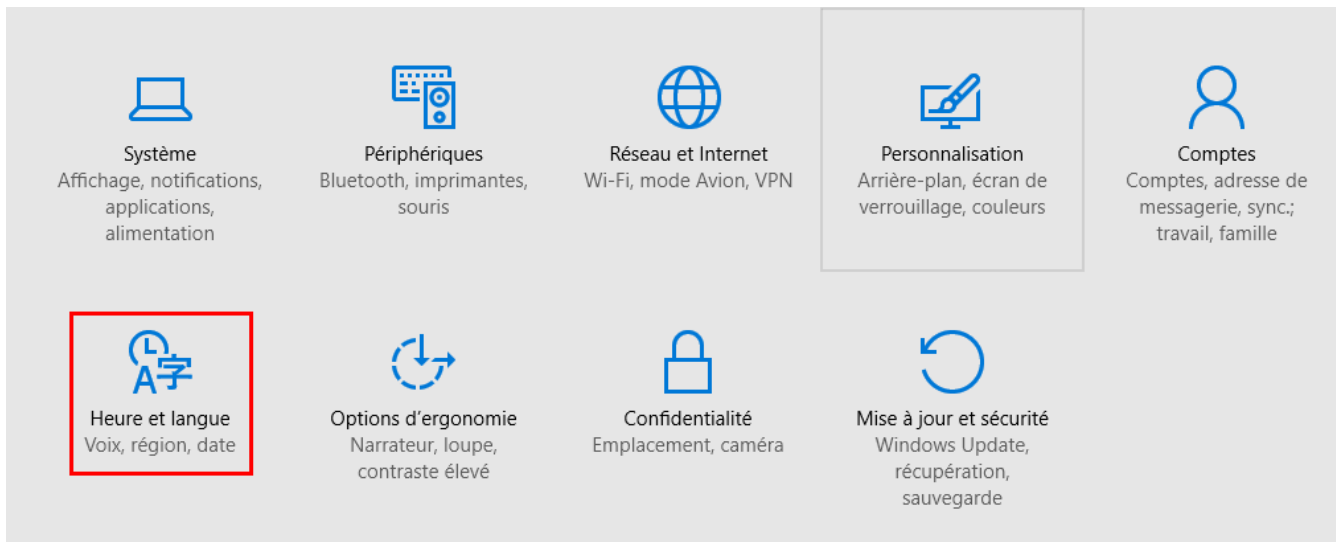 Système
Affichage, notifications,
applications,
alimentation
Périphériques
Bluetooth, imprimantes,
souris
Réseau et Internet
Wi-Fi, mode Avion, VPN
Personnalisation
Arrière-plan, écran de
verrouillage, couleurs
Comptes
Comptes, adresse de
messagerie, sync.;
travail, famille
Heure et langue
Voix, région, date
Options d'ergonomie
Narrateur, loupe,
contraste élevé
Confidentialité
Emplacement, caméra
Mise à jour et sécurité
Windows Update,
récupération,
sauvegarde